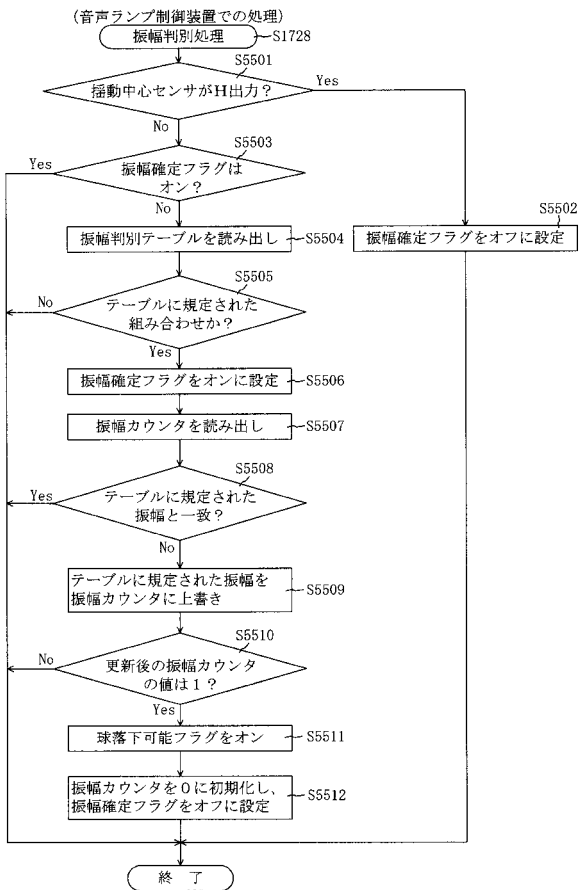 (音声ランプ制御装置での処理)
振幅判別処理
S1728
S5501
揺動中心センサがH出力?
Yes
No
S5503
Yes
振幅確定フラグは
オン?
No
S5502
振幅確定フラグをオフに設定
振幅判別テーブルを読み出し
S5504
S5505
No
テーブルに規定された
組み合わせか?
Yes
振幅確定フラグをオンに設定
S5506
振幅カウンタを読み出し
S5507
S5508
Yes
テーブルに規定された
振幅と一致?
No
テーブルに規定された振幅を
振幅カウンタに上書き
S5509
S5510
No
更新後の振幅カウンタ
の値は1?
Yes
球落下可能フラグをオン
S5511
振幅カウンタを0に初期化し、
振幅確定フラグをオフに設定
S5512
終 了